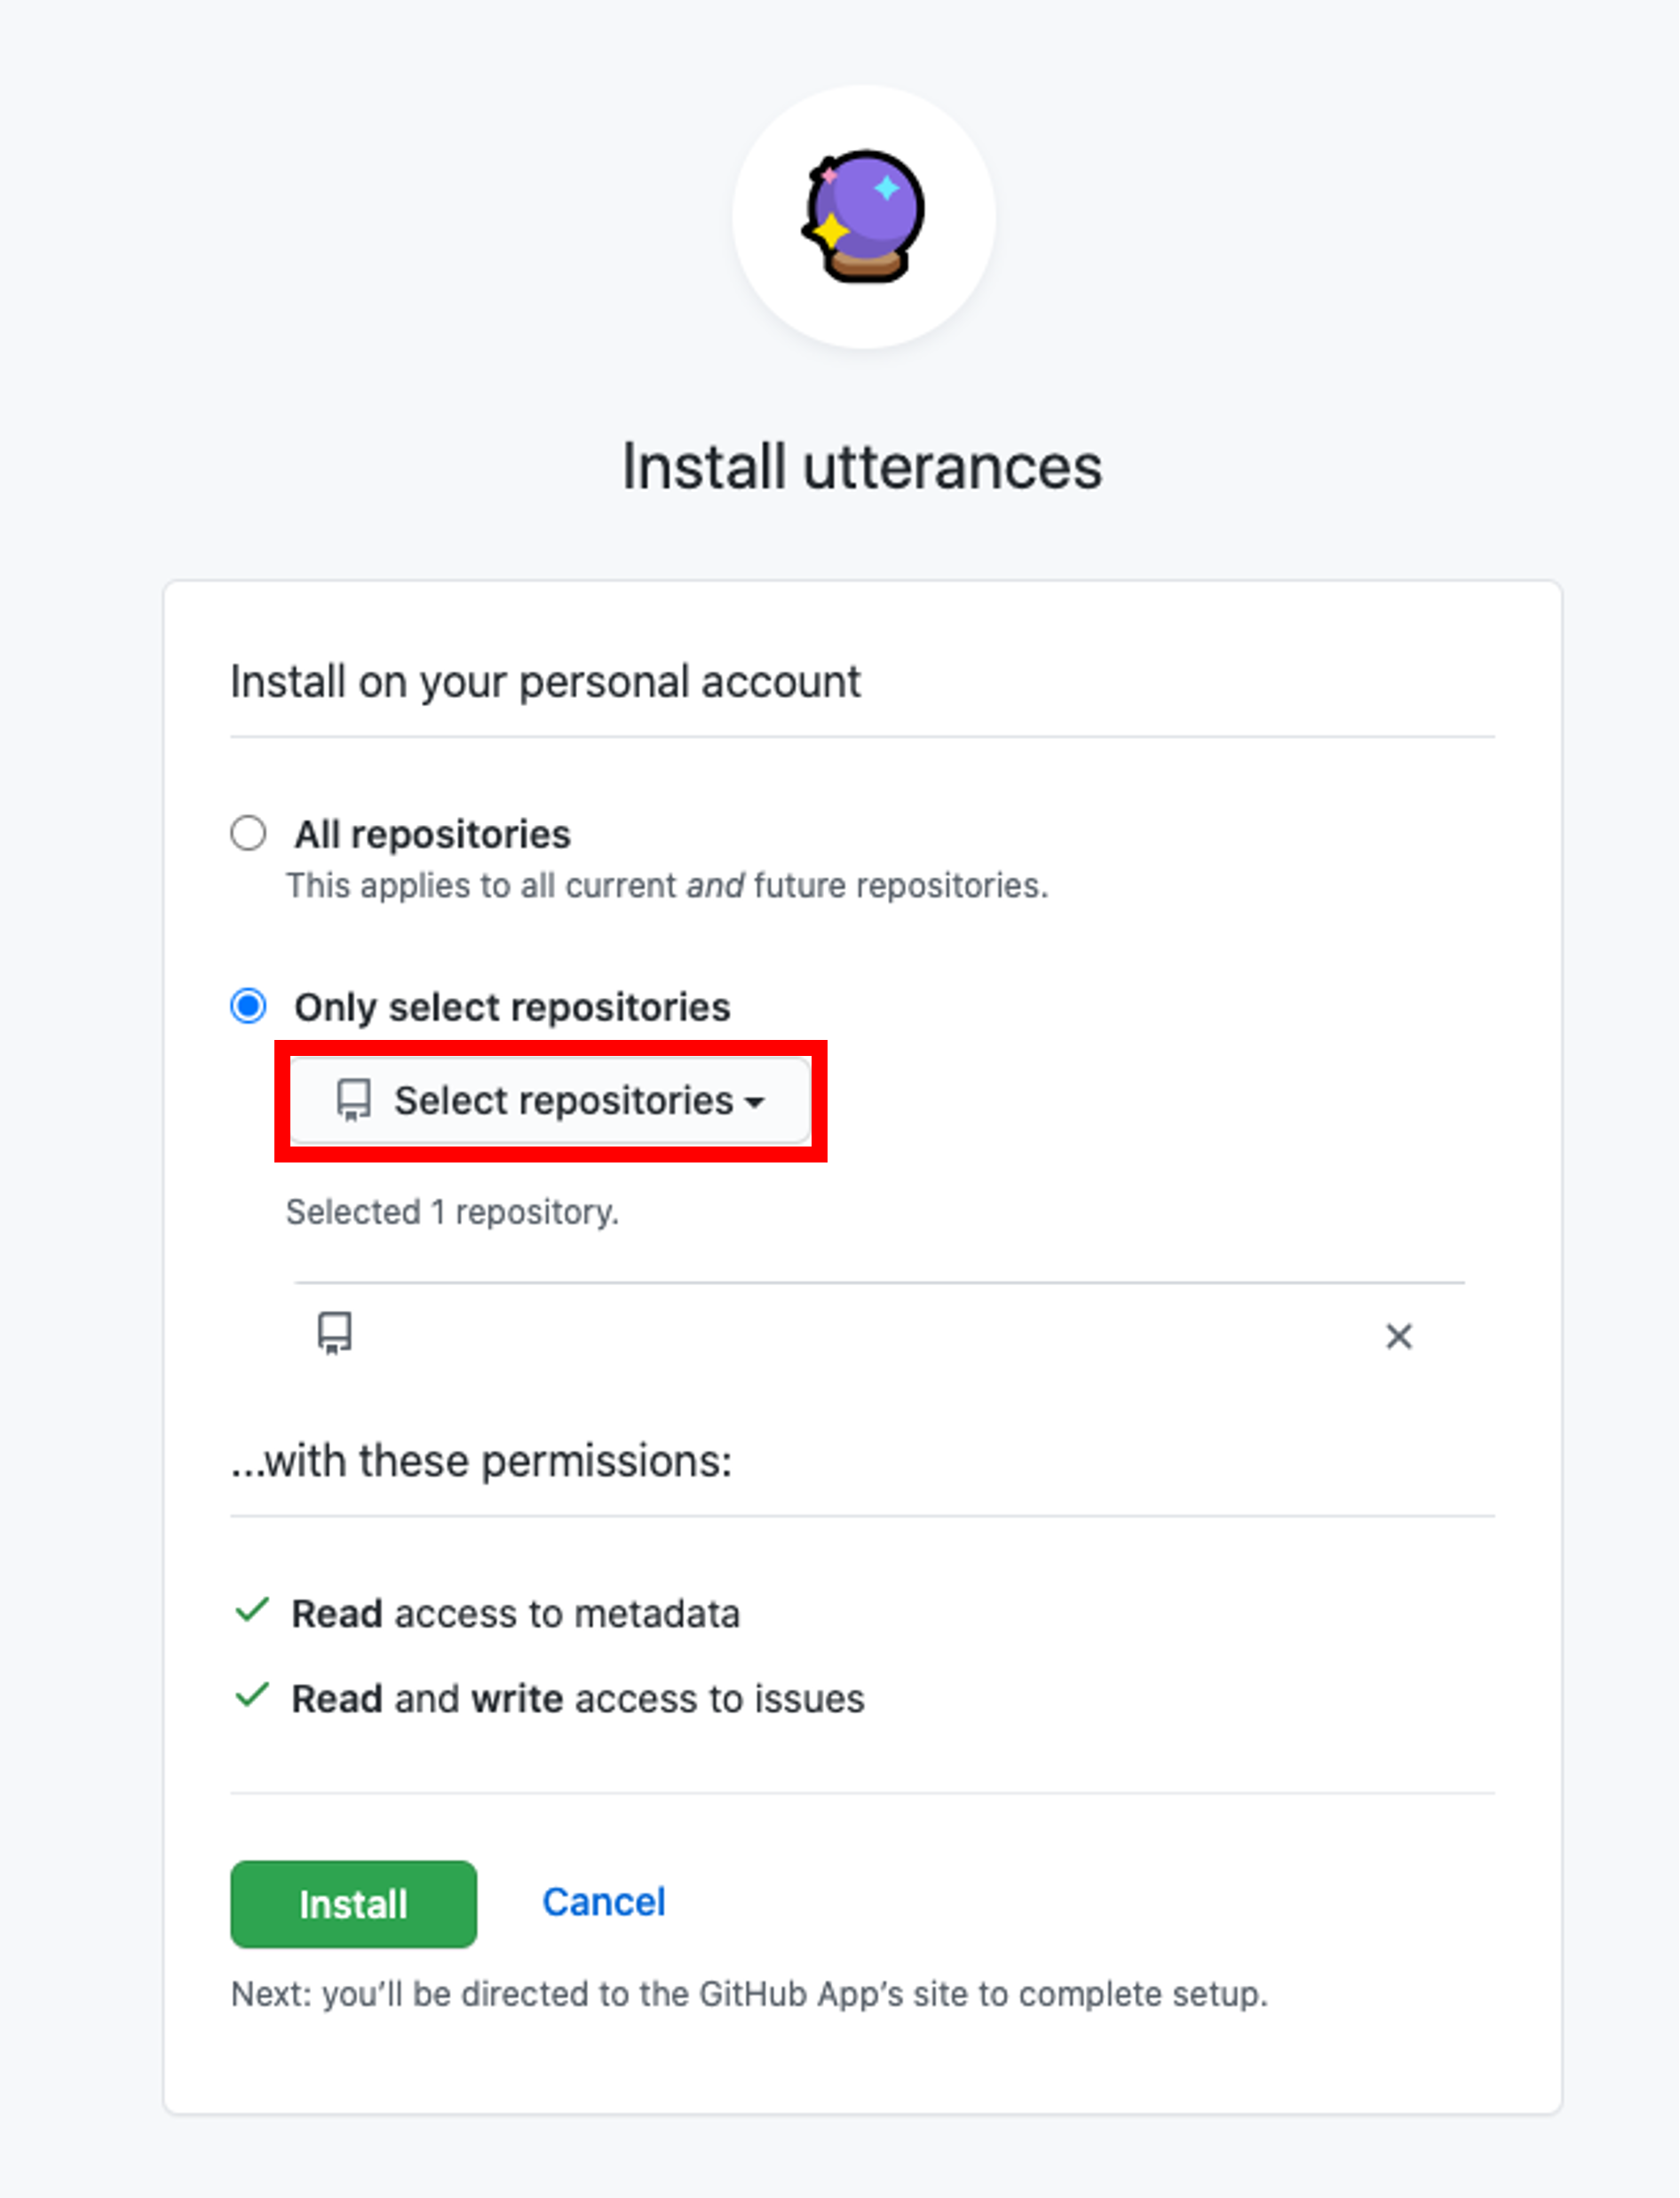 Install utterances
Install on your personal account
All repositories
This applies to all current and future repositories.
Only select repositories
Select repositories
Selected 1 repository.
...with these permissions:
Read access to metadata
Read and write access to issues
Install Cancel
Next: you’ll be directed to the GitHub App’s site to complete setup.